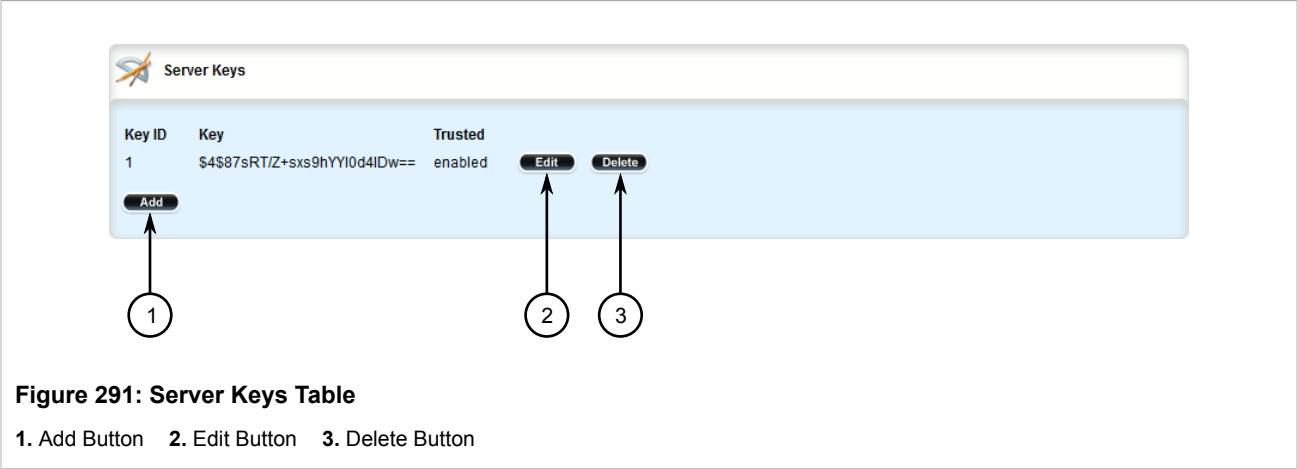 Server Keys
Key ID Key Trusted
1 $4$87sRT/Z+sxs9hYYl0d4lDw== enabled Edit Delete
Add
1 2 3
Figure 291: Server Keys Table
1. Add Button 2. Edit Button 3. Delete Button